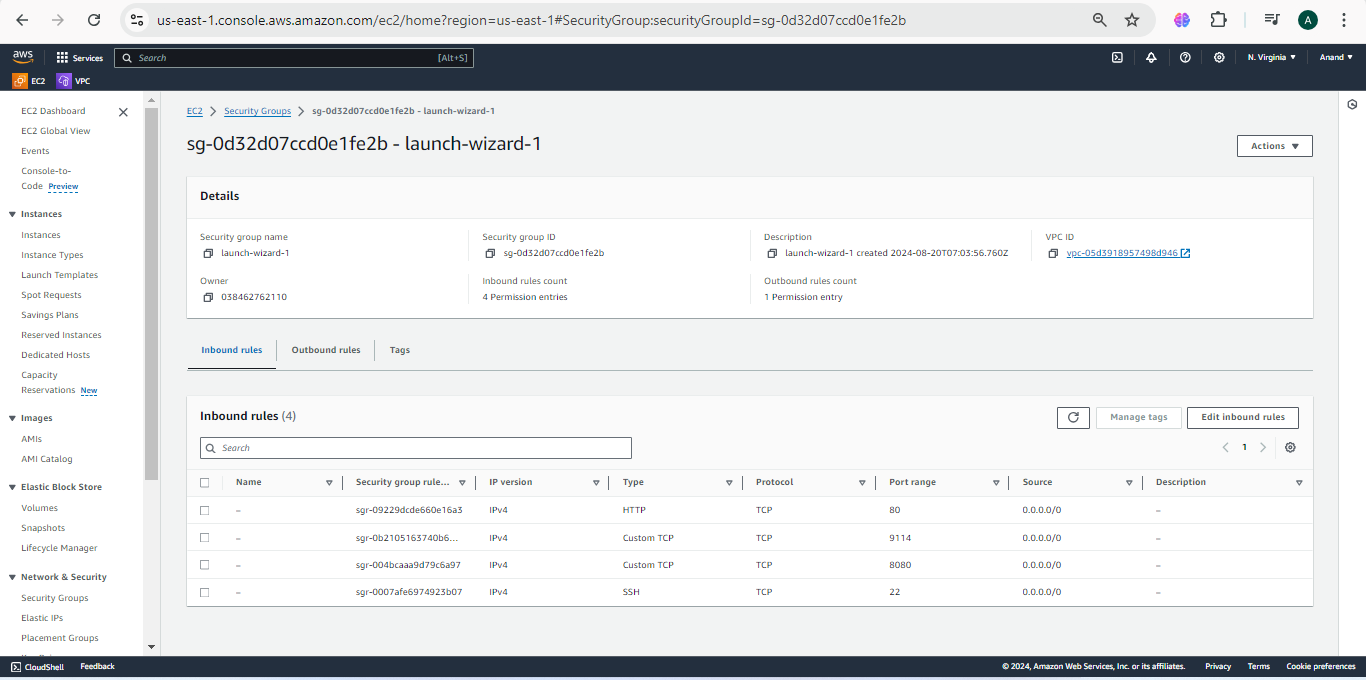 us-east-1.console.aws.amazon.com/ec2/home?region=us-east-1#SecurityGroup:securityGroupId=sg-0d32d07ccd0e1fe2b
A
aws
Services
Search
[Alt+S]
N. Virginia
Anand
EC2
VPC
EC2 Dashboard
EC2 Global View
Events
Console-to-
Code Preview
Instances
Instances
Instance Types
Launch Templates
Spot Requests
Savings Plans
Reserved Instances
Dedicated Hosts
Capacity
Reservations New
Images
AMIs
AMI Catalog
Elastic Block Store
Volumes
Snapshots
Lifecycle Manager
Network & Security
Security Groups
Elastic IPs
Placement Groups
EC2 > Security Groups > sg-0d32d07ccd0e1fe2b - launch-wizard-1
sg-0d32d07ccd0e1fe2b - launch-wizard-1
Actions
Details
Security group name
launch-wizard-1
Security group ID
sg-0d32d07ccd0e1fe2b
Description
launch-wizard-1 created 2024-08-20T07:03:56.760Z
VPC ID
vpc-05d3918957498d946
Owner
038462762110
Inbound rules count
4 Permission entries
Outbound rules count
1 Permission entry
Inbound rules
Outbound rules
Tags
Inbound rules (4)
Manage tags
Edit inbound rules
Search
1
Name Security group rule... IP version Type Protocol Port range Source Description
– sgr-09229dcde660e16a3 IPv4 HTTP TCP 80 0.0.0.0/0 –
– sgr-0b2105163740b6... IPv4 Custom TCP TCP 9114 0.0.0.0/0 –
– sgr-004bcaaa9d79c6a97 IPv4 Custom TCP TCP 8080 0.0.0.0/0 –
– sgr-0007afe6974923b07 IPv4 SSH TCP 22 0.0.0.0/0 –
CloudShell
Feedback
© 2024, Amazon Web Services, Inc. or its affiliates.
Privacy
Terms
Cookie preferences